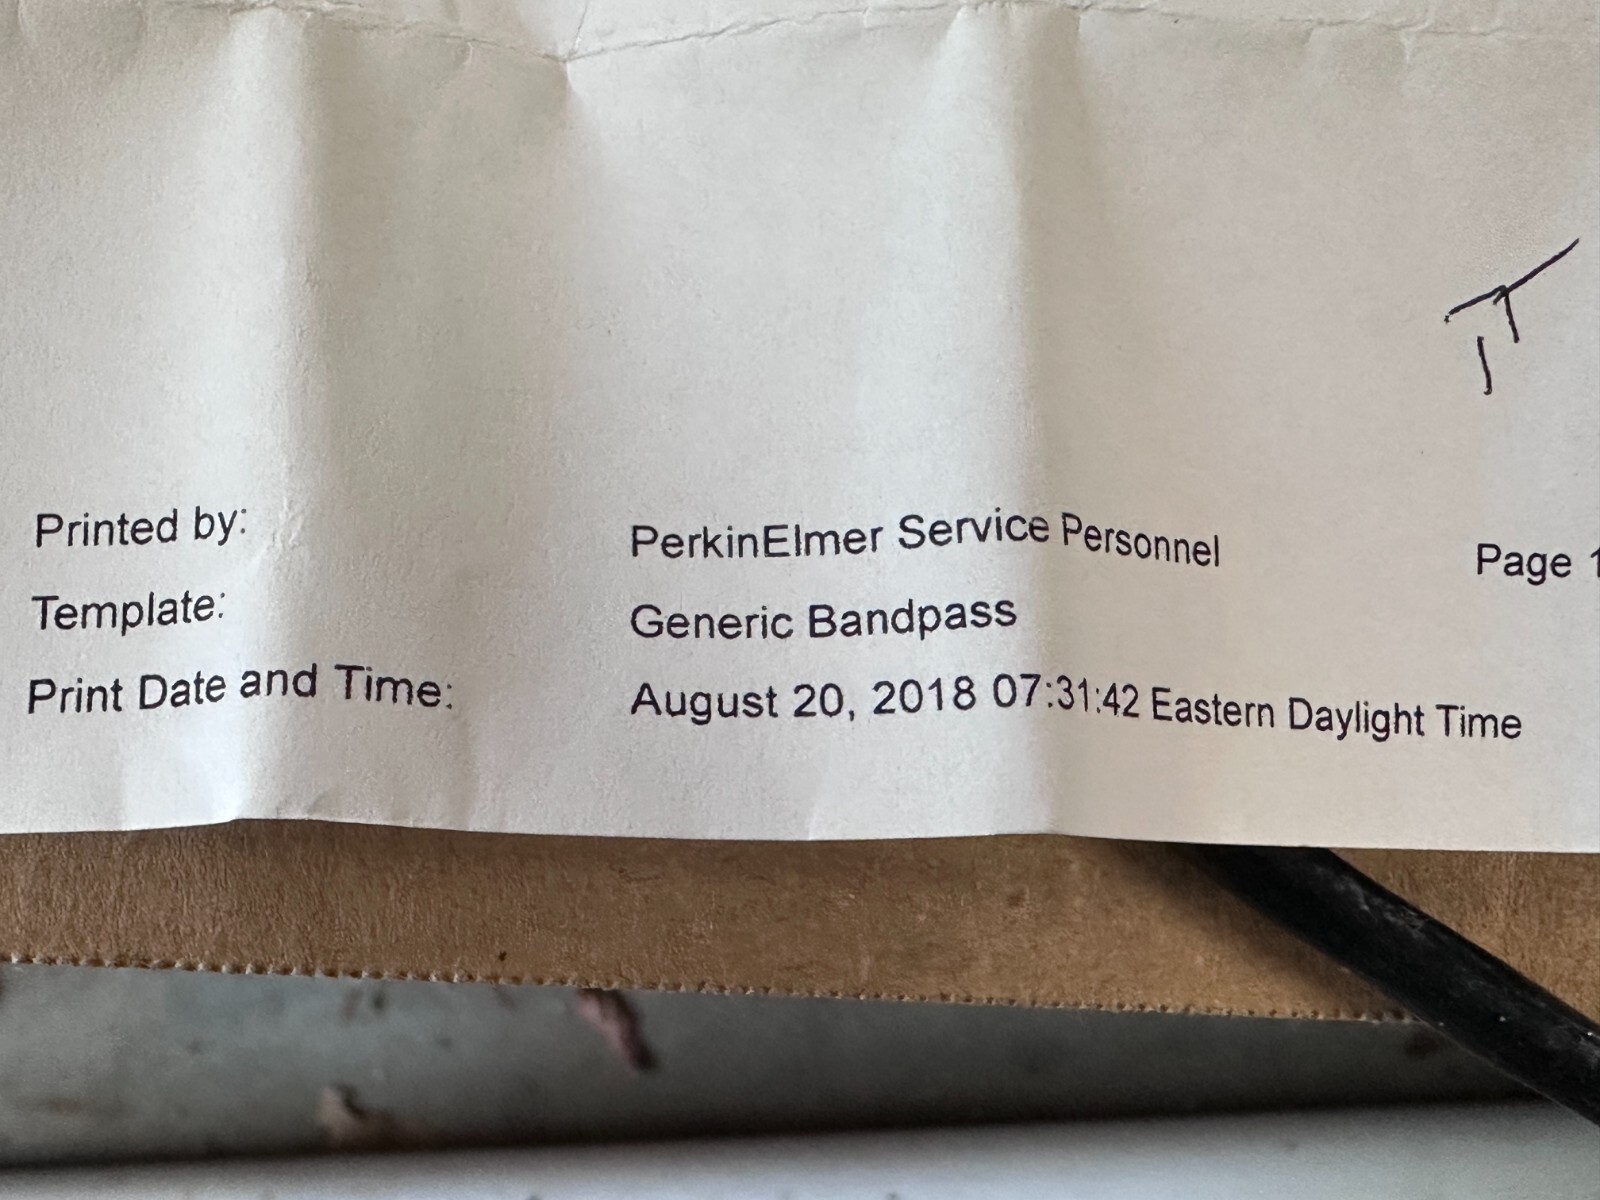 Printed by: PerkinElmer Service Personnel Page 1
Template: Generic Bandpass
Print Date and Time: August 20, 2018 07:31:42 Eastern Daylight Time